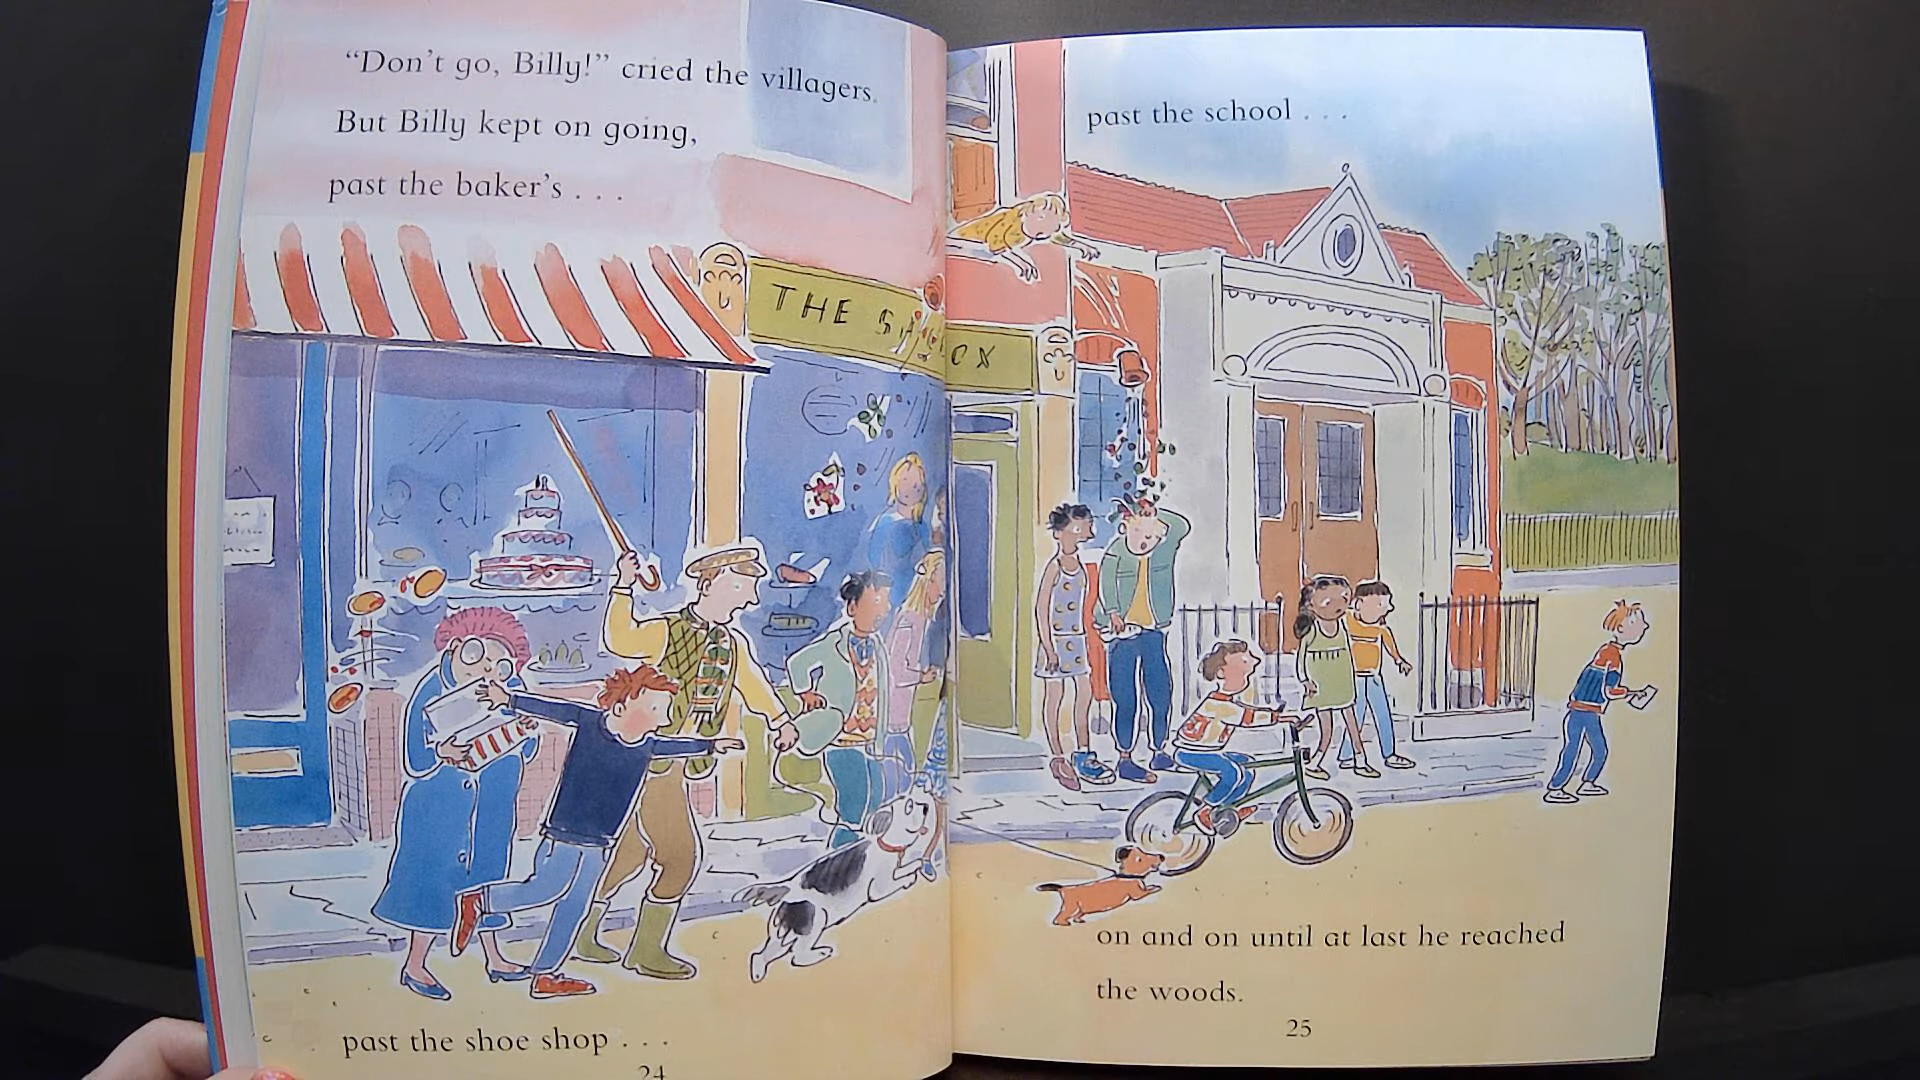 “Don’t go, Billy!” cried the villagers.
But Billy kept on going,
past the baker’s . . .
THE
past the shoe shop . . .
24
past the school . . .
on and on until at last he reached
the woods.
25